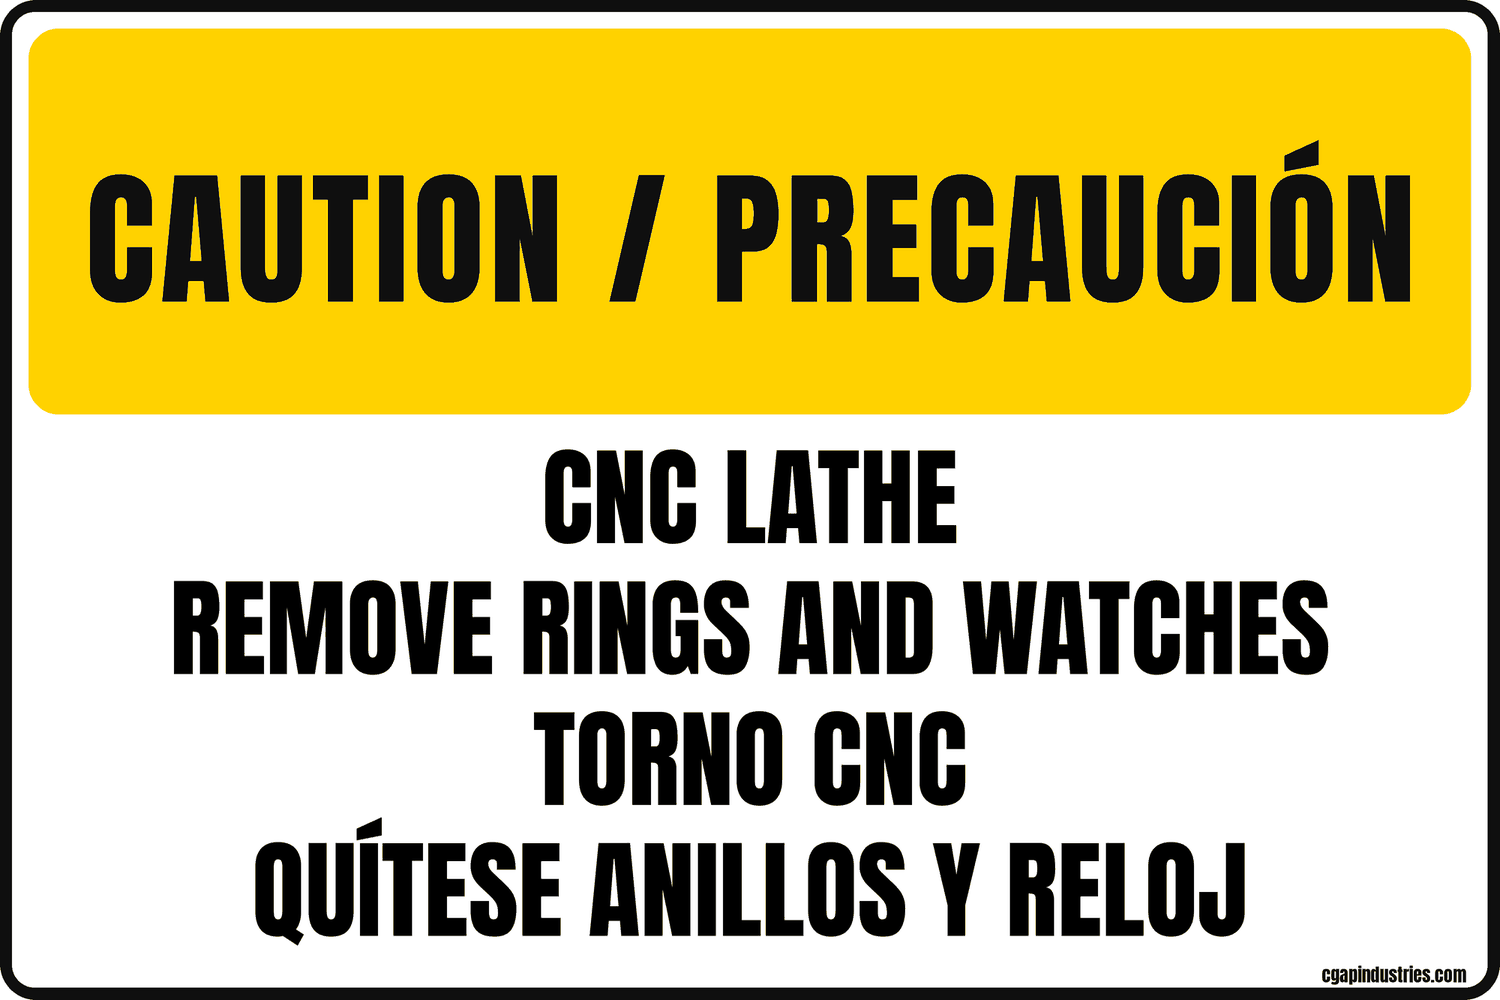 CAUTION / PRECAUCIÓN
CNC LATHE
REMOVE RINGS AND WATCHES
TORNO CNC
QUÍTESE ANILLOS Y RELOJ
cgapindustries.com